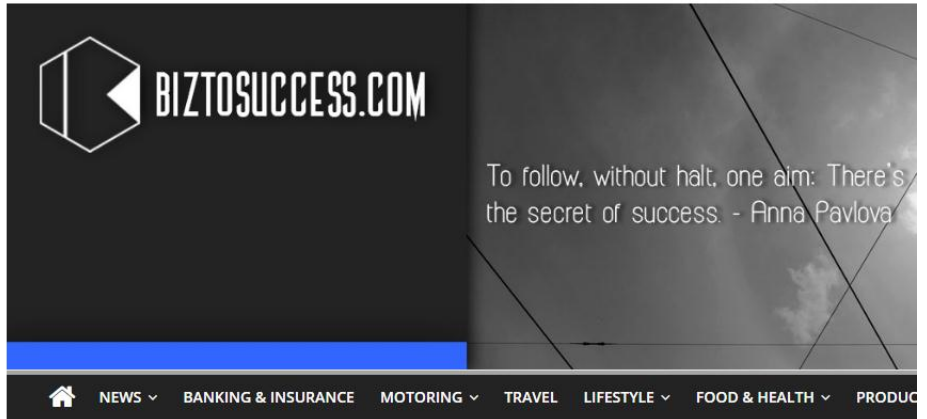 BIZTOSUCCESS.COM
To follow, without halt, one aim: There's
the secret of success. - Anna Pavlova
NEWS BANKING & INSURANCE MOTORING TRAVEL LIFESTYLE FOOD & HEALTH PRODUC